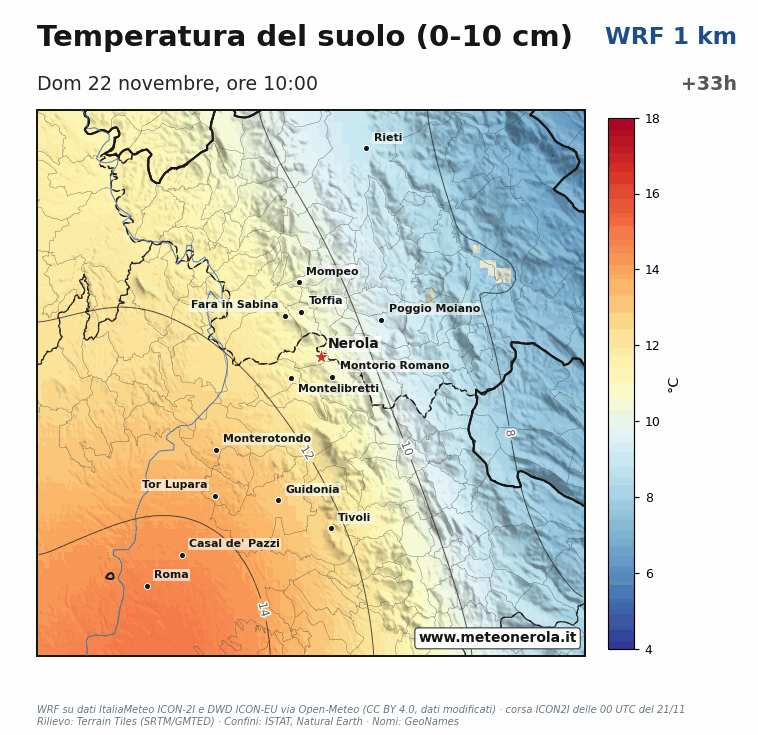 Temperatura del suolo (0-10 cm)
WRF 1 km
Dom 22 novembre, ore 10:00
+33h
Rieti
Mompeo
Toffia
Fara in Sabina
Poggio Moiano
Nerola
Montorio Romano
Montelibretti
Monterotondo
Tor Lupara
Guidonia
Tivoli
Casal de' Pazzi
Roma
12
10
8
14
www.meteonerola.it
18
16
14
12
10
8
6
4
°C
WRF su dati ItaliaMeteo ICON-2I e DWD ICON-EU via Open-Meteo (CC BY 4.0, dati modificati) · corsa ICON2I delle 00 UTC del 21/11
Rilievo: Terrain Tiles (SRTM/GMTED) · Confini: ISTAT, Natural Earth · Nomi: GeoNames